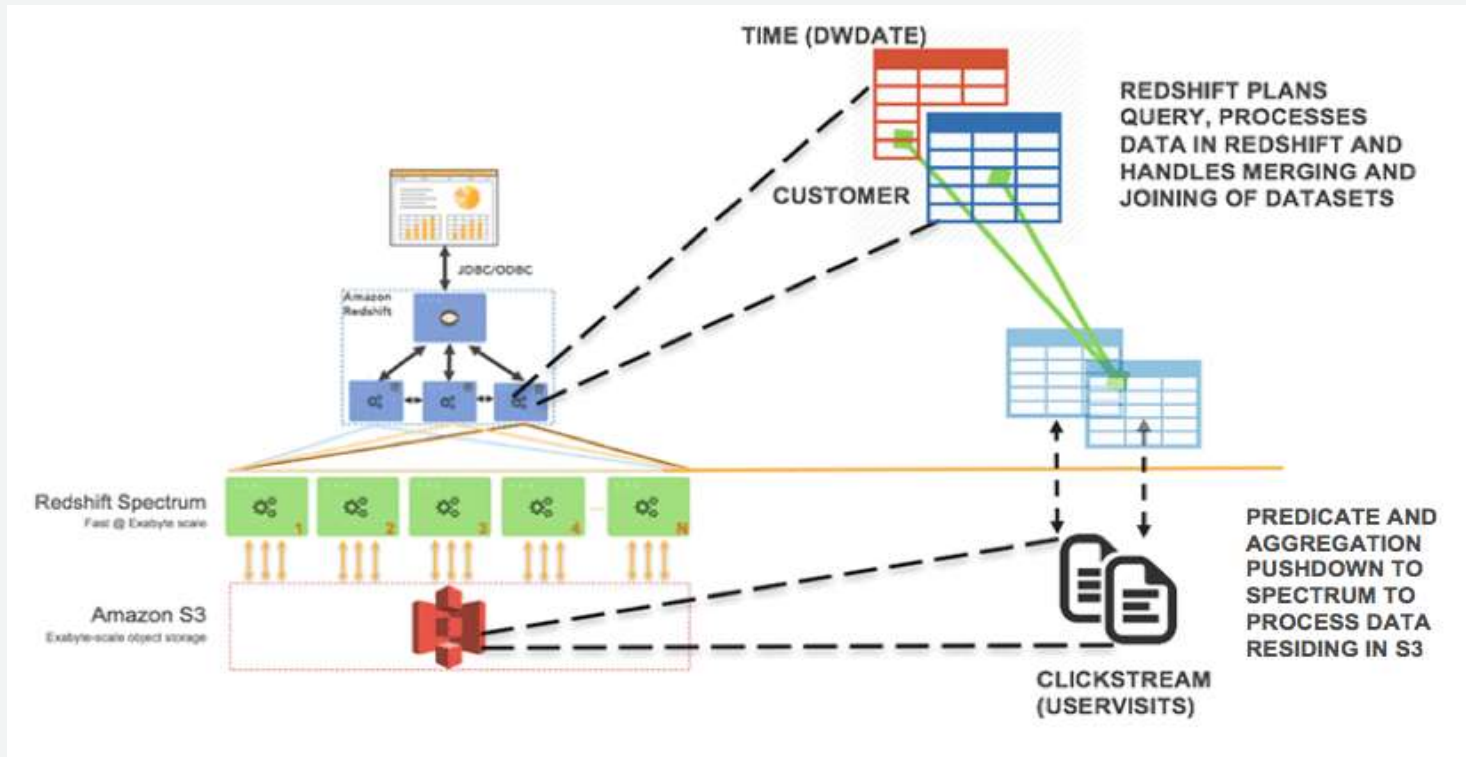 TIME (DWDATE)
REDSHIFT PLANS
QUERY, PROCESSES
DATA IN REDSHIFT AND
HANDLES MERGING AND
JOINING OF DATASETS
CUSTOMER
JDBC/ODBC
Amazon
Redshift
Redshift Spectrum
Fast @ Exabyte scale
1
2
3
4
N
Amazon S3
Exabyte-scale object storage
PREDICATE AND
AGGREGATION
PUSHDOWN TO
SPECTRUM TO
PROCESS DATA
RESIDING IN S3
CLICKSTREAM
(USERVISITS)